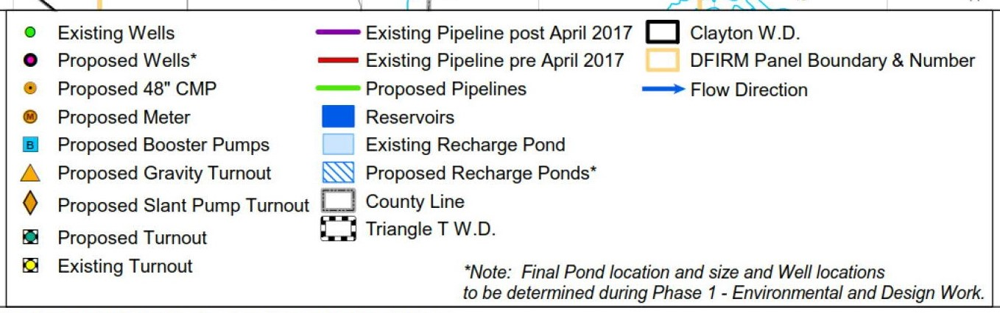 Existing Wells
Proposed Wells*
Proposed 48" CMP
M Proposed Meter
B Proposed Booster Pumps
Proposed Gravity Turnout
Proposed Slant Pump Turnout
Proposed Turnout
Existing Turnout
Existing Pipeline post April 2017
Existing Pipeline pre April 2017
Proposed Pipelines
Reservoirs
Existing Recharge Pond
Proposed Recharge Ponds*
County Line
Triangle T W.D.
Clayton W.D.
DFIRM Panel Boundary & Number
Flow Direction
*Note: Final Pond location and size and Well locations
to be determined during Phase 1 - Environmental and Design Work.